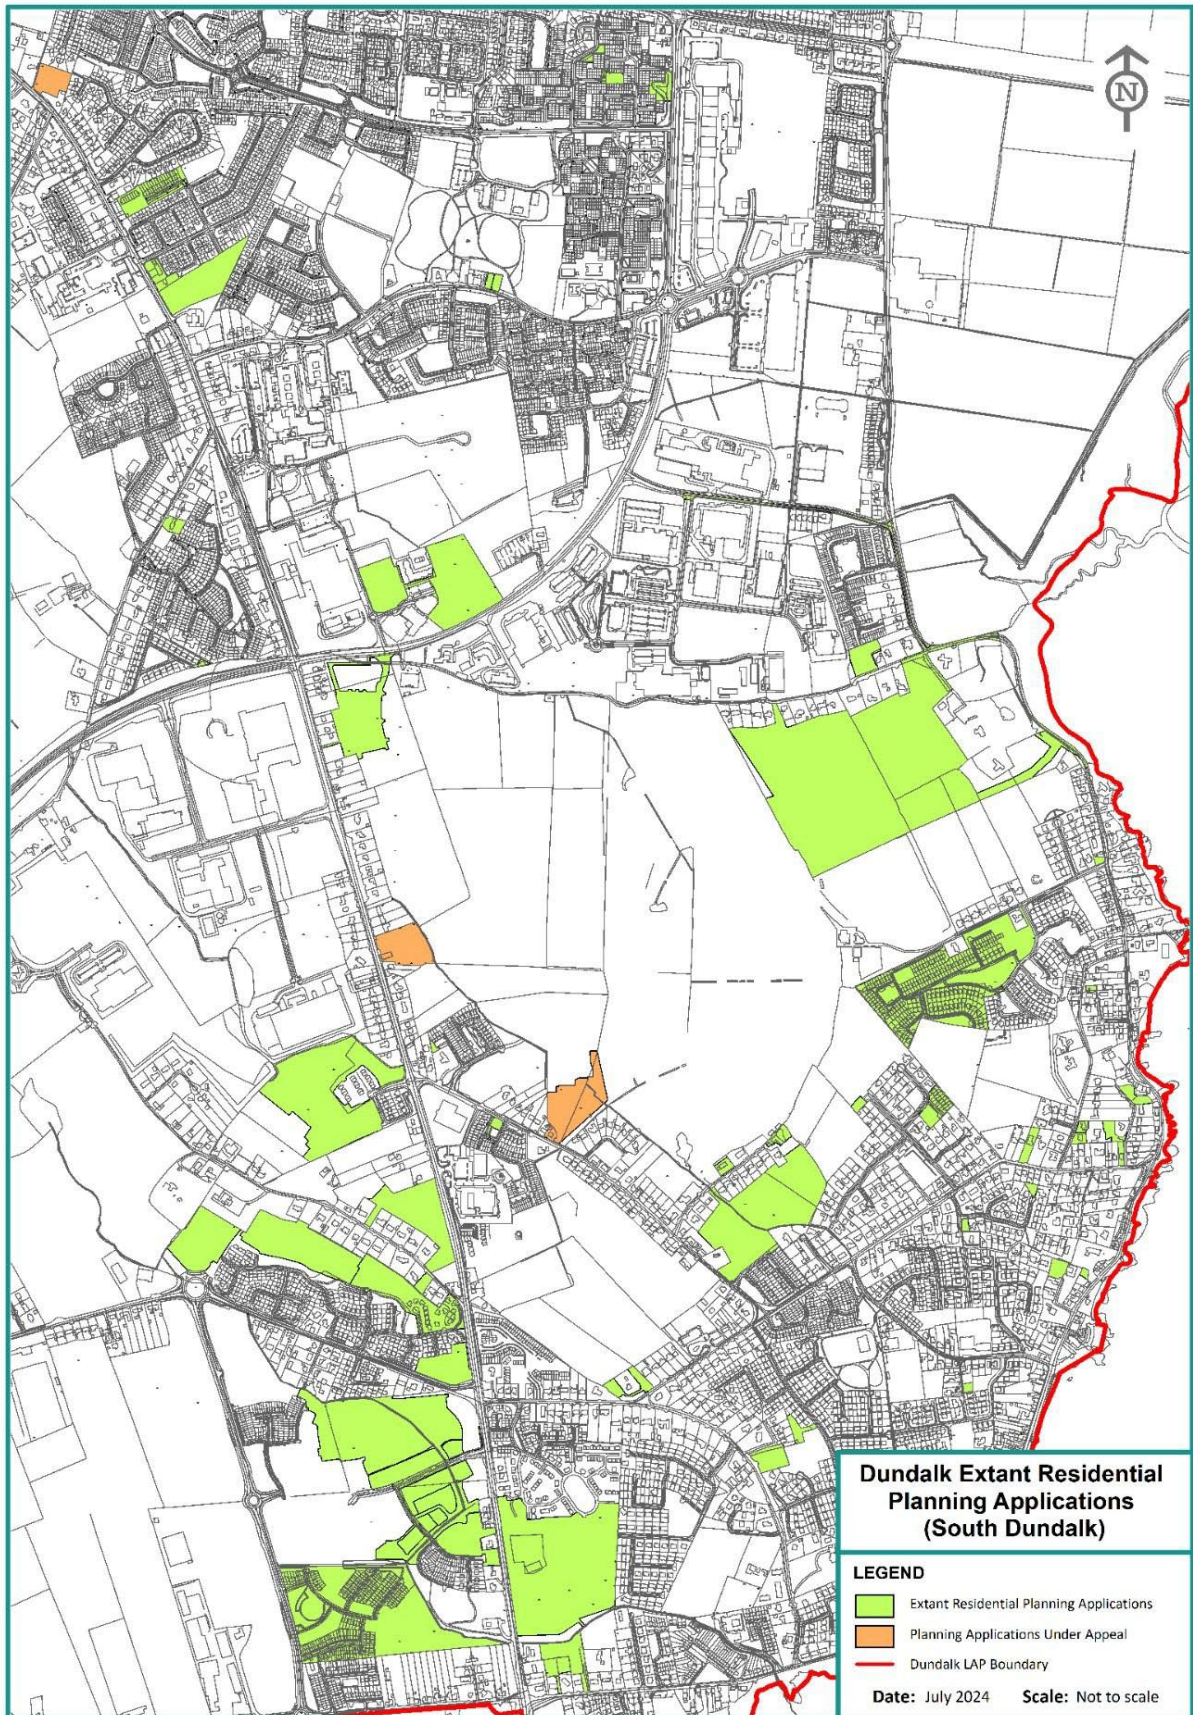 N
Dundalk Extant Residential
Planning Applications
(South Dundalk)
LEGEND
Extant Residential Planning Applications
Planning Applications Under Appeal
Dundalk LAP Boundary
Date: July 2024 Scale: Not to scale